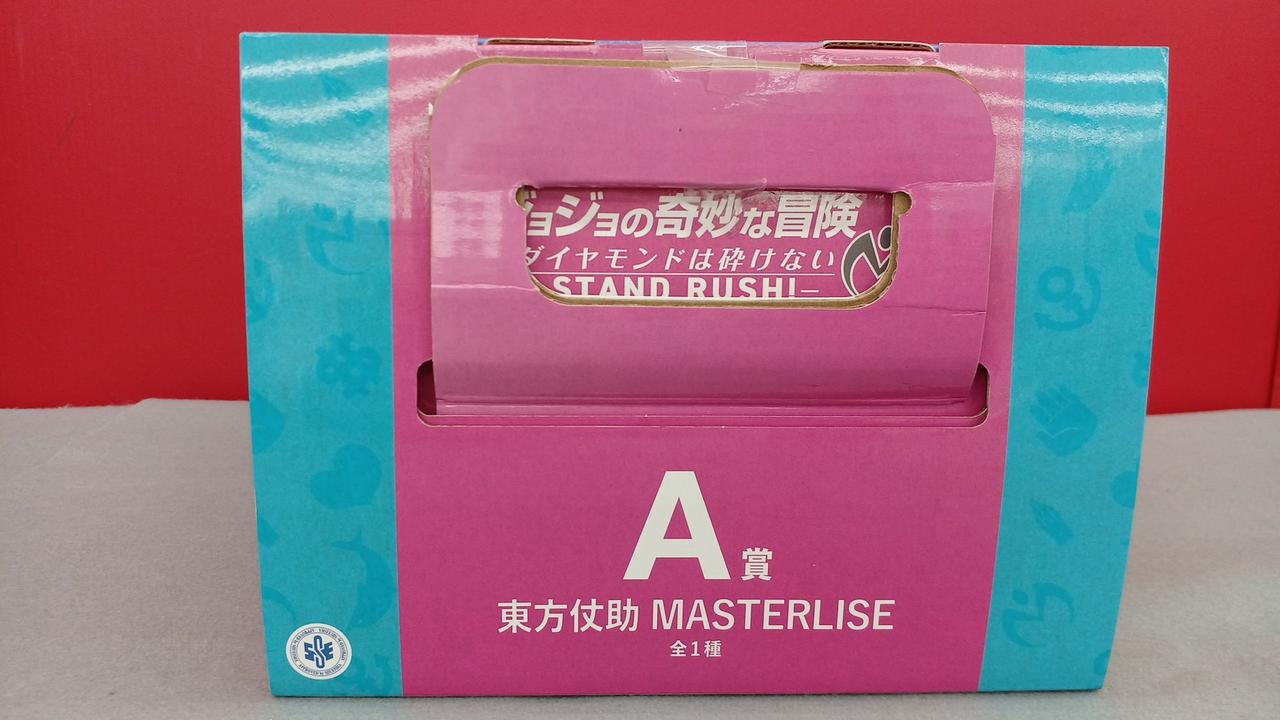 ョジョの奇妙な冒険
ダイヤモンドは砕けない
STAND RUSH!
A賞
東方仗助 MASTERLISE
全1種